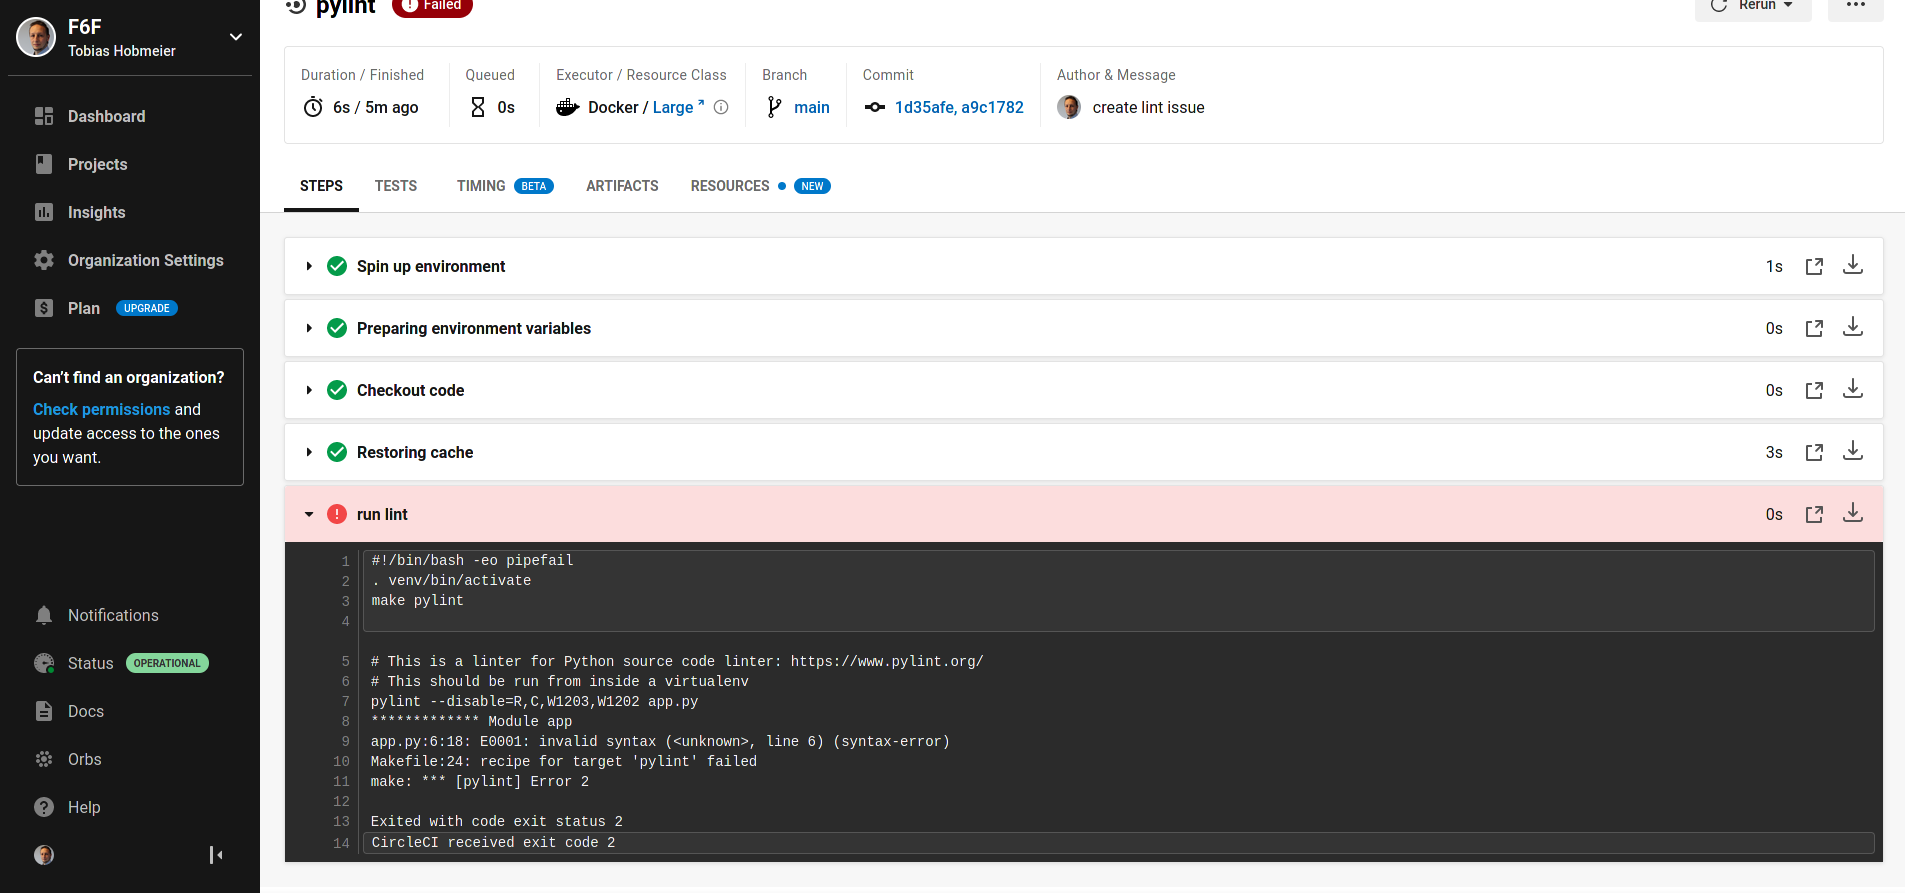 F6F
Tobias Hobmeier
Dashboard
Projects
Insights
Organization Settings
Plan UPGRADE
Can't find an organization?
Check permissions and
update access to the ones
you want.
Notifications
Status OPERATIONAL
Docs
Orbs
Help
pylint Failed
Rerun
Duration / Finished
6s / 5m ago
Queued
0s
Executor / Resource Class
Docker / Large
Branch
main
Commit
1d35afe, a9c1782
Author & Message
create lint issue
STEPS TESTS TIMING BETA ARTIFACTS RESOURCES NEW
Spin up environment 1s
Preparing environment variables 0s
Checkout code 0s
Restoring cache 3s
run lint 0s
1 #!/bin/bash -eo pipefail
2 . venv/bin/activate
3 make pylint
4
5 # This is a linter for Python source code linter: https://www.pylint.org/
6 # This should be run from inside a virtualenv
7 pylint --disable=R,C,W1203,W1202 app.py
8 ************* Module app
9 app.py:6:18: E0001: invalid syntax (<unknown>, line 6) (syntax-error)
10 Makefile:24: recipe for target 'pylint' failed
11 make: *** [pylint] Error 2
12
13 Exited with code exit status 2
14 CircleCI received exit code 2